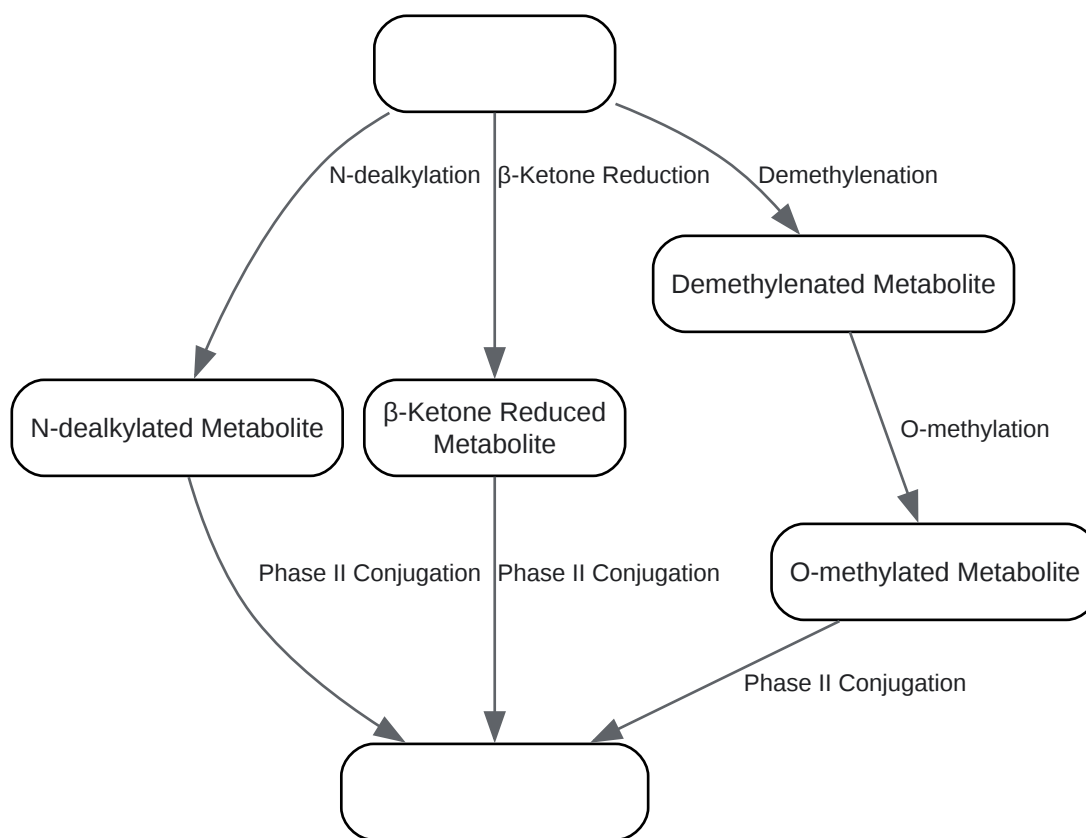 N-dealkylation
β-Ketone Reduction
Demethylenation
Demethylenated Metabolite
N-dealkylated Metabolite
β-Ketone Reduced
Metabolite
O-methylation
Phase II Conjugation
Phase II Conjugation
O-methylated Metabolite
Phase II Conjugation